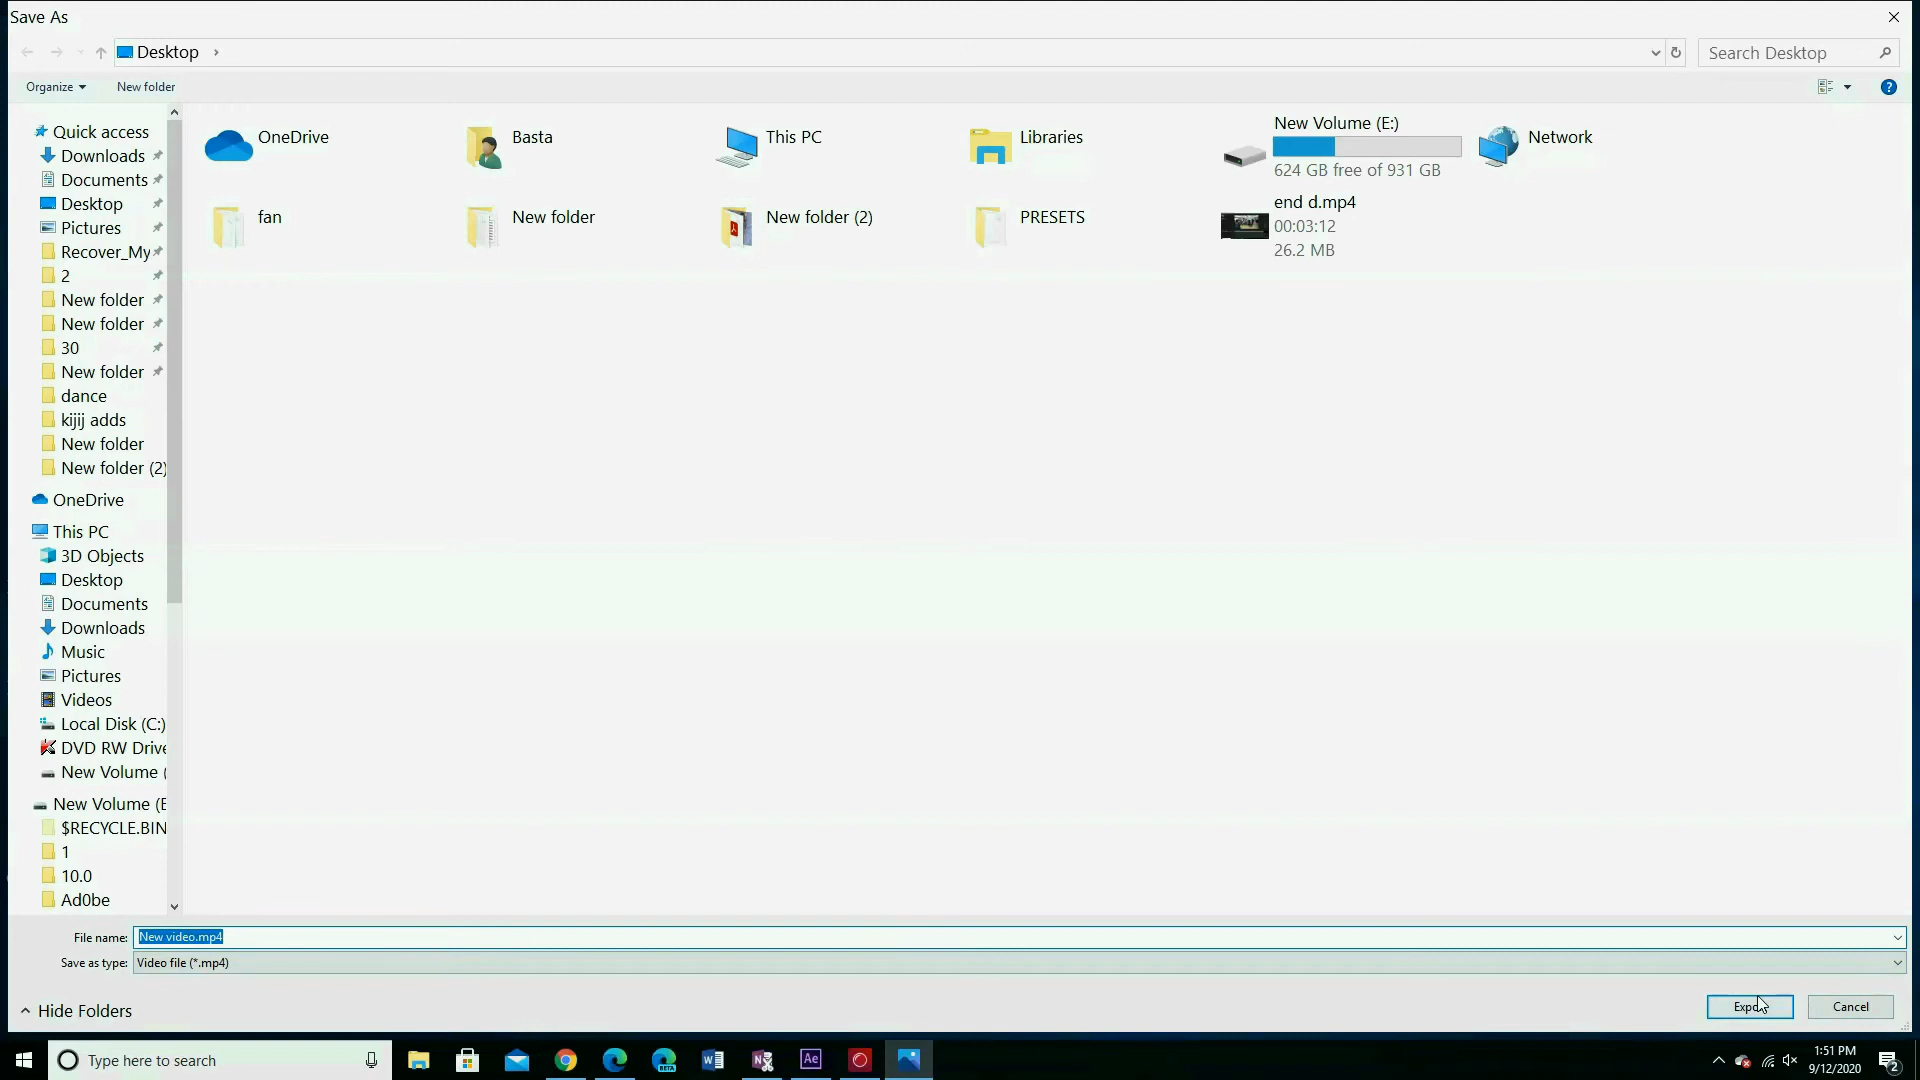 Save As
Desktop
Search Desktop
Organize
New folder
Quick access
Downloads
Documents
Desktop
Pictures
Recover_My
2
New folder
New folder
30
New folder
dance
kijij adds
New folder
New folder (2)
OneDrive
This PC
3D Objects
Desktop
Documents
Downloads
Music
Pictures
Videos
Local Disk (C:)
DVD RW Drive
New Volume (
New Volume (E
$RECYCLE.BIN
1
10.0
Ad0be
OneDrive
Basta
This PC
Libraries
New Volume (E:)
624 GB free of 931 GB
Network
fan
New folder
New folder (2)
PRESETS
end d.mp4
00:03:12
26.2 MB
File name: New video.mp4
Save as type: Video file (*.mp4)
Hide Folders
Cancel
Type here to search
BETA
Ae
1:51 PM
9/12/2020
2